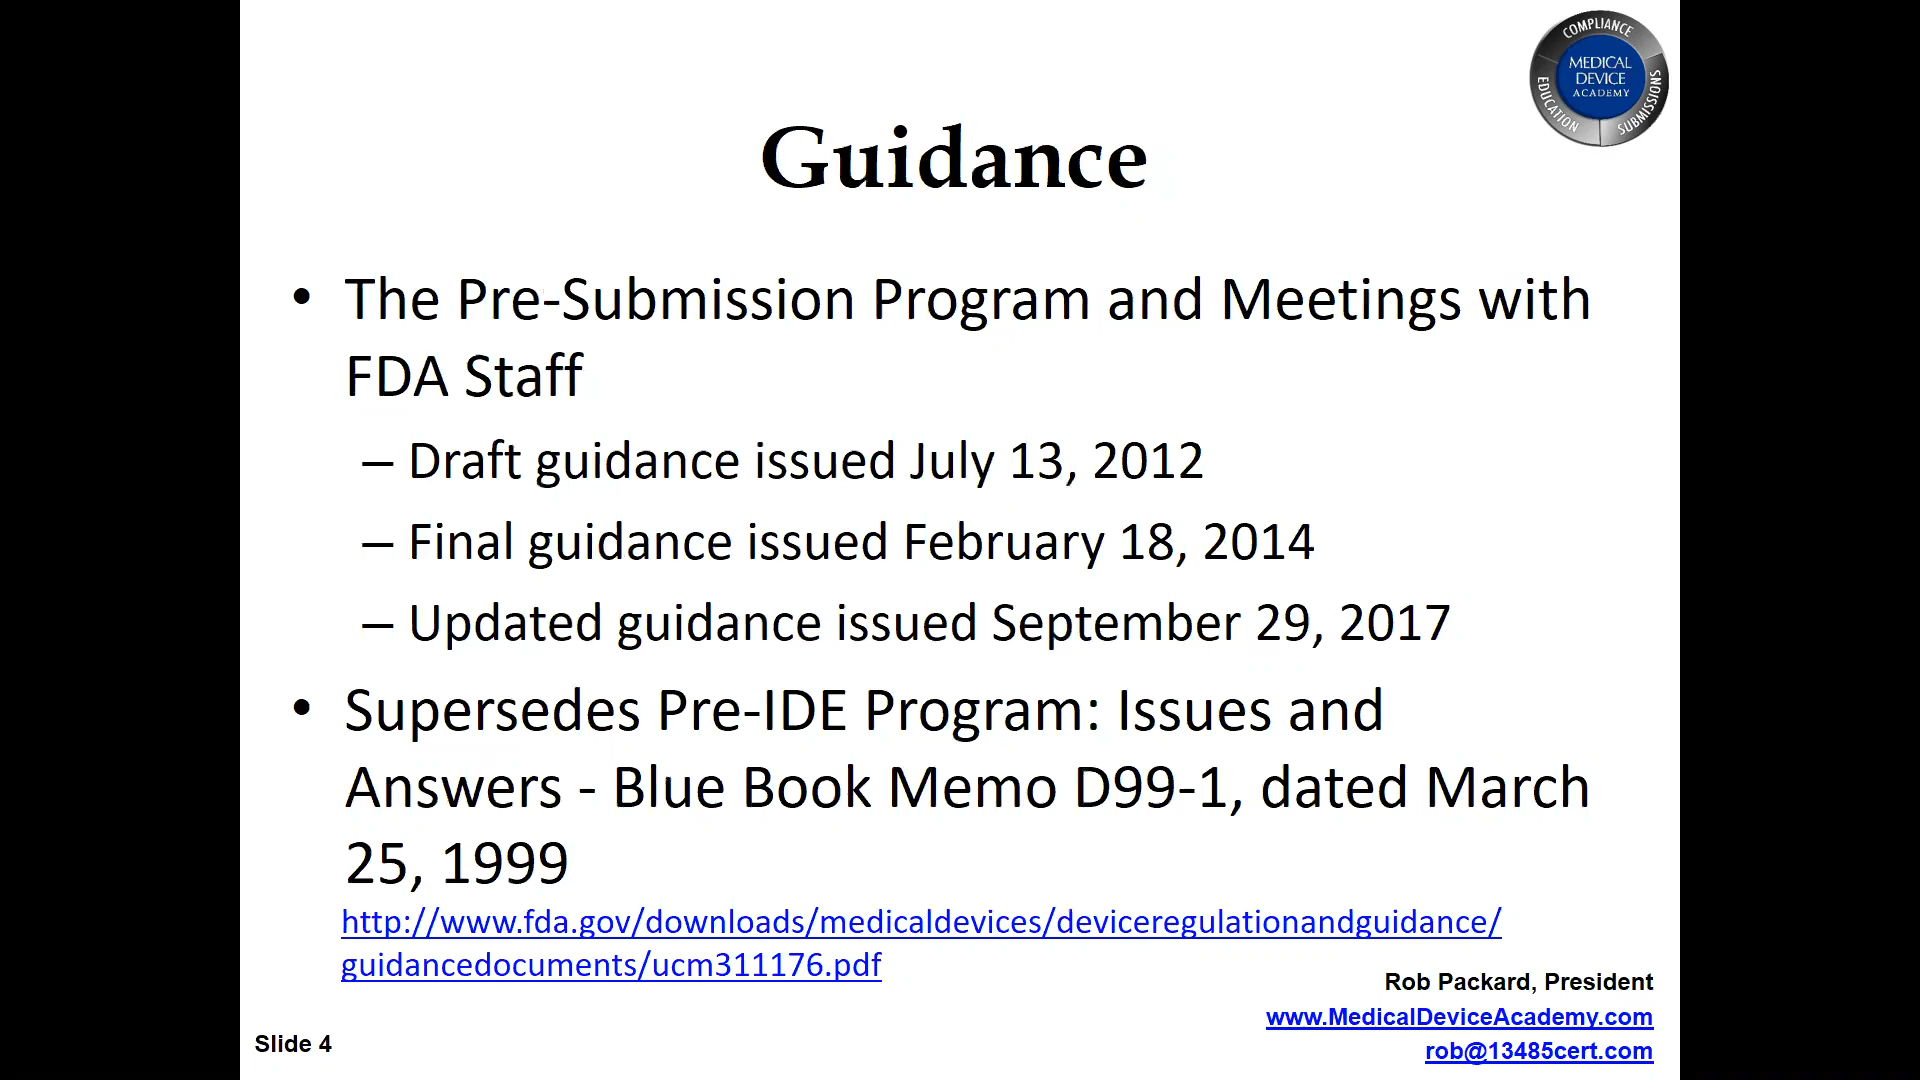 COMPLIANCE
MEDICAL
DEVICE
ACADEMY
EDUCATION
SUBMISSIONS
Guidance
• The Pre-Submission Program and Meetings with
FDA Staff
– Draft guidance issued July 13, 2012
– Final guidance issued February 18, 2014
– Updated guidance issued September 29, 2017
• Supersedes Pre-IDE Program: Issues and
Answers - Blue Book Memo D99-1, dated March
25, 1999
http://www.fda.gov/downloads/medicaldevices/deviceregulationandguidance/
guidancedocuments/ucm311176.pdf
Rob Packard, President
www.MedicalDeviceAcademy.com
rob@13485cert.com
Slide 4